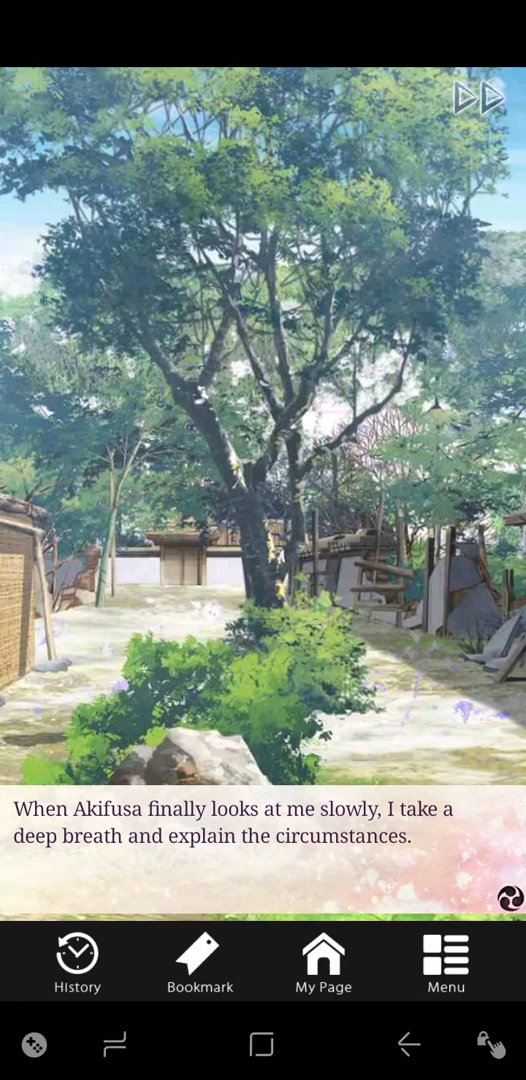 When Akifusa finally looks at me slowly, I take a
deep breath and explain the circumstances.
History
Bookmark
My Page
Menu